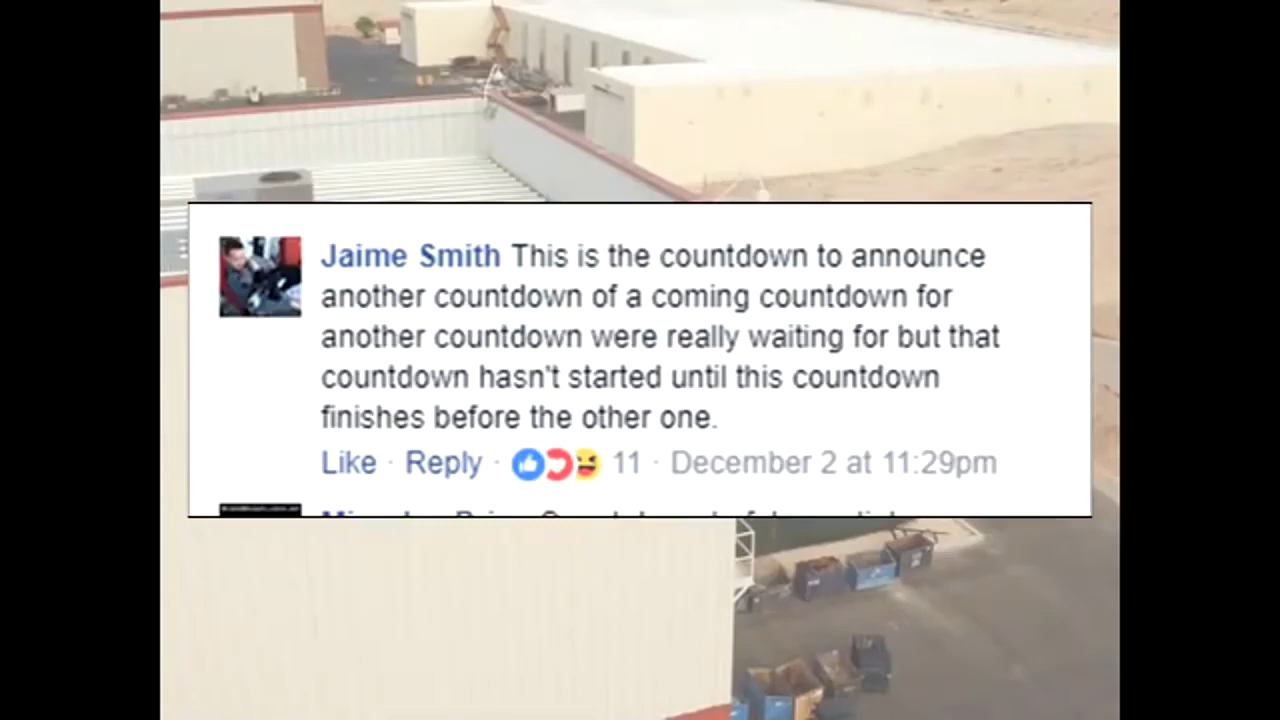 Jaime Smith This is the countdown to announce
another countdown of a coming countdown for
another countdown were really waiting for but that
countdown hasn't started until this countdown
finishes before the other one.
Like · Reply · 11 · December 2 at 11:29pm